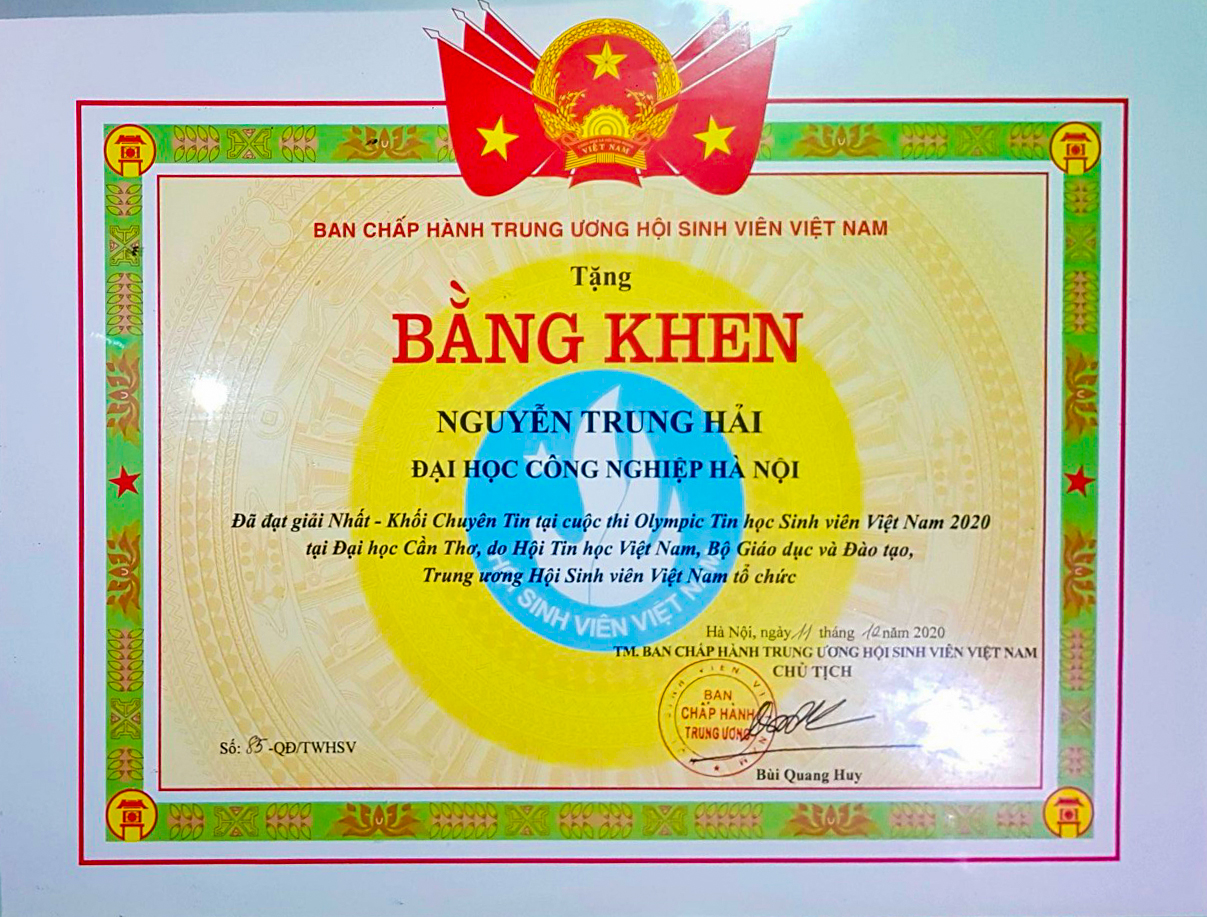 VIỆT NAM
BAN CHẤP HÀNH TRUNG ƯƠNG HỘI SINH VIÊN VIỆT NAM
Tặng
BẰNG KHEN
NGUYỄN TRUNG HẢI
ĐẠI HỌC CÔNG NGHIỆP HÀ NỘI
Đã đạt giải Nhất - Khối Chuyên Tin tại cuộc thi Olympic Tin học Sinh viên Việt Nam 2020
tại Đại học Cần Thơ, do Hội Tin học Việt Nam, Bộ Giáo dục và Đào tạo,
Trung ương Hội Sinh viên Việt Nam tổ chức
HỘI SINH VIÊN VIỆT NAM
Hà Nội, ngày 11 tháng 12 năm 2020
TM. BAN CHẤP HÀNH TRUNG ƯƠNG HỘI SINH VIÊN VIỆT NAM
CHỦ TỊCH
BAN
CHẤP HÀNH
TRUNG ƯƠNG
Số: 85-QĐ/TWHSV
Bùi Quang Huy